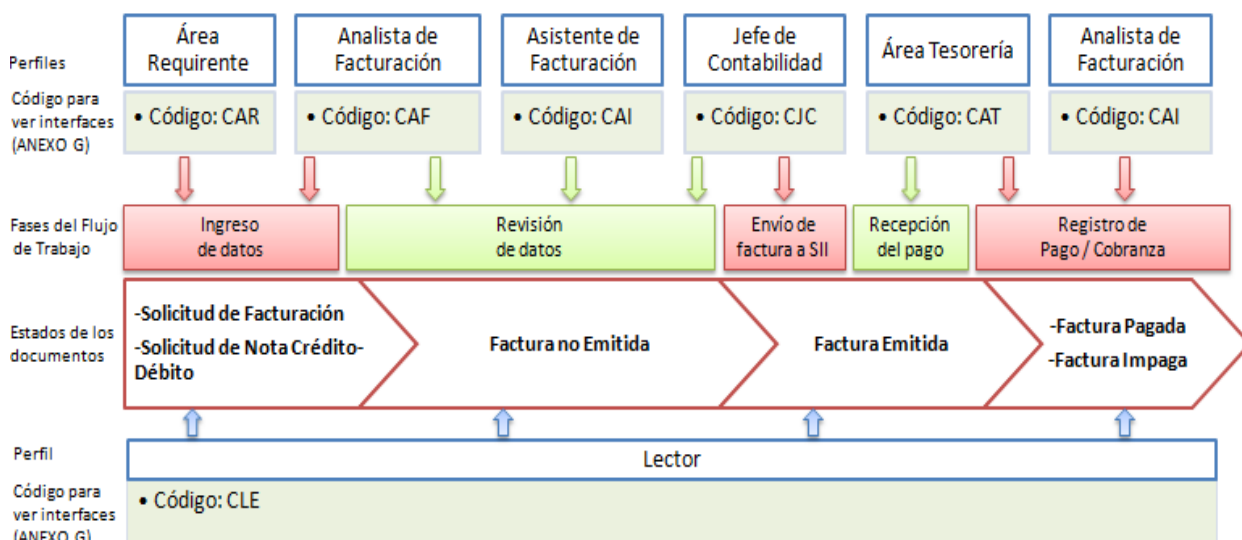 Perfiles
Área
Requirente
Analista de
Facturación
Asistente de
Facturación
Jefe de
Contabilidad
Área Tesorería
Analista de
Facturación
Código para
ver interfaces
(ANEXO G)
• Código: CAR
• Código: CAF
• Código: CAI
• Código: CJC
• Código: CAT
• Código: CAI
Fases del Flujo
de Trabajo
Ingreso
de datos
Revisión
de datos
Envío de
factura a SII
Recepción
del pago
Registro de
Pago / Cobranza
Estados de los
documentos
-Solicitud de Facturación
-Solicitud de Nota Crédito-
Débito
Factura no Emitida
Factura Emitida
-Factura Pagada
-Factura Impaga
Perfil
Lector
Código para
ver interfaces
(ANEXO G)
• Código: CLE